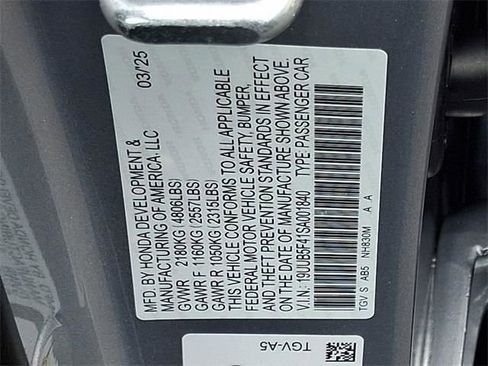 MFD. BY HONDA DEVELOPMENT & 03/25
MANUFACTURING OF AMERICA, LLC
GVWR 2180KG (4806LBS)
GAWR F 1160KG (2557LBS)
GAWR R 1050KG (2315LBS)
THIS VEHICLE CONFORMS TO ALL APPLICABLE
FEDERAL MOTOR VEHICLE SAFETY BUMPER,
AND THEFT PREVENTION STANDARDS IN EFFECT
ON THE DATE OF MANUFACTURE SHOWN ABOVE.
V.I.N.: 19UUB6F41SA001840 TYPE: PASSENGER CAR
TGV S AB5 NH830M A A
TGV-A5